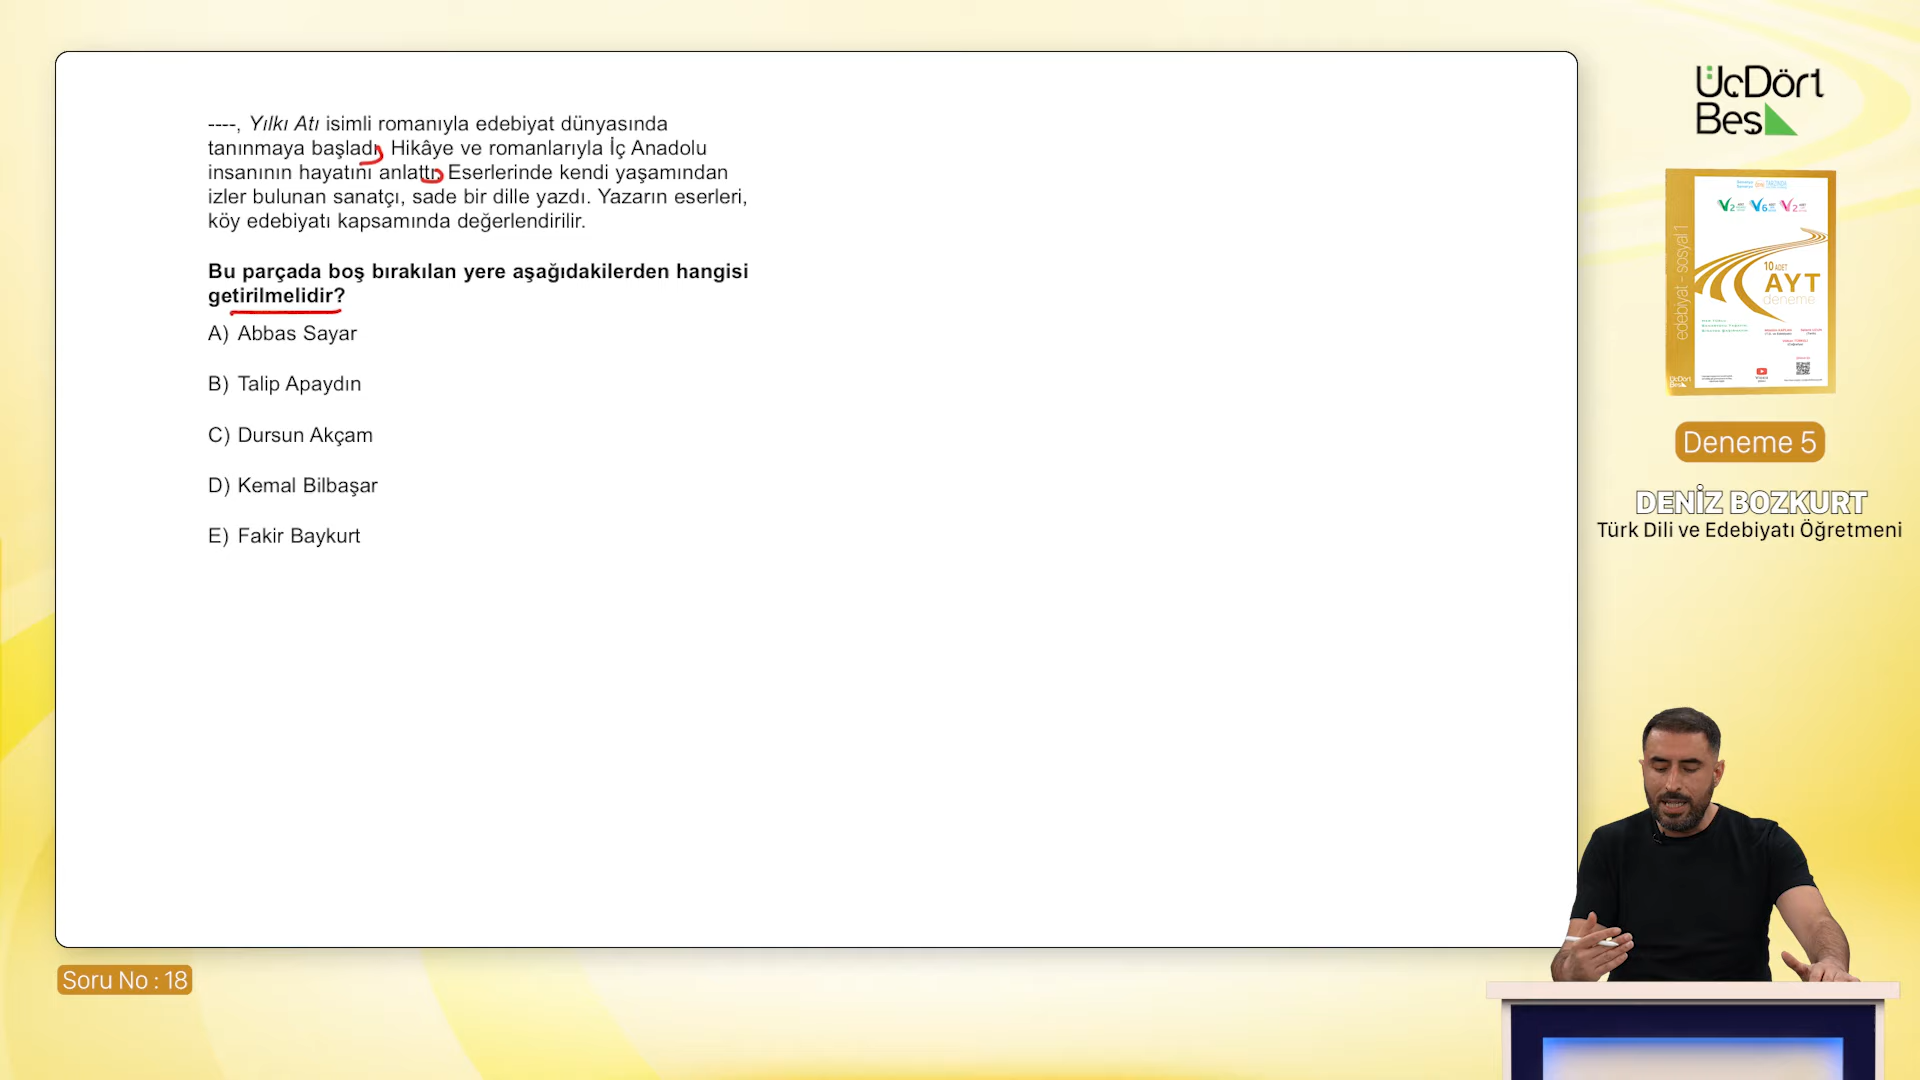 ----, Yılkı Atı isimli romanıyla edebiyat dünyasında
tanınmaya başladı. Hikâye ve romanlarıyla İç Anadolu
insanının hayatını anlattı. Eserlerinde kendi yaşamından
izler bulunan sanatçı, sade bir dille yazdı. Yazarın eserleri,
köy edebiyatı kapsamında değerlendirilir.
Bu parçada boş bırakılan yere aşağıdakilerden hangisi
getirilmelidir?
A) Abbas Sayar
B) Talip Apaydın
C) Dursun Akçam
D) Kemal Bilbaşar
E) Fakir Baykurt
Soru No : 18
ÜçDört
Beş
edebiyat - sosyal 1
10 ADET
AYT
deneme
Deneme 5
DENİZ BOZKURT
Türk Dili ve Edebiyatı Öğretmeni